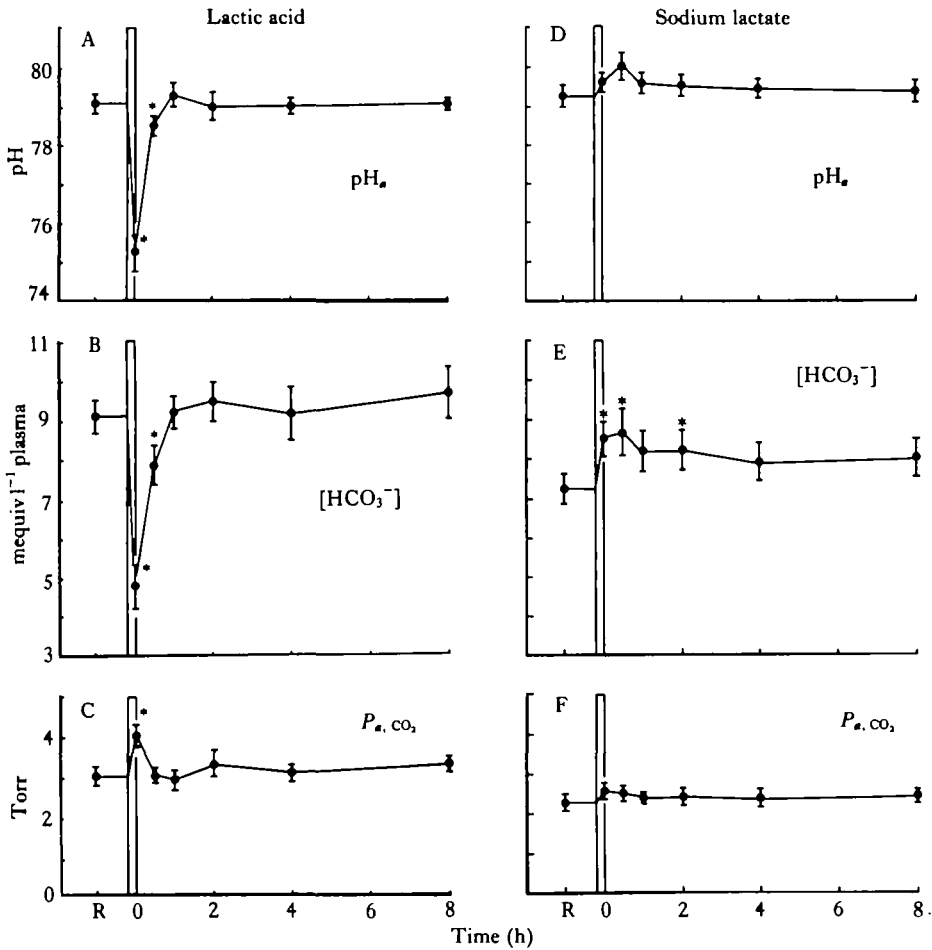 Lactic acid
Sodium lactate
A
80
78
76
75
74
pH
pHa
*
*
D
pHa
B
11
9
7
5
3
mequiv l⁻¹ plasma
[HCO₃⁻]
*
*
E
[HCO₃⁻]
* * *
C
4
2
0
Torr
Pa, CO₂
*
F
Pa, CO₂
R 0 2 4 6 8
R 0 2 4 6 8
Time (h)